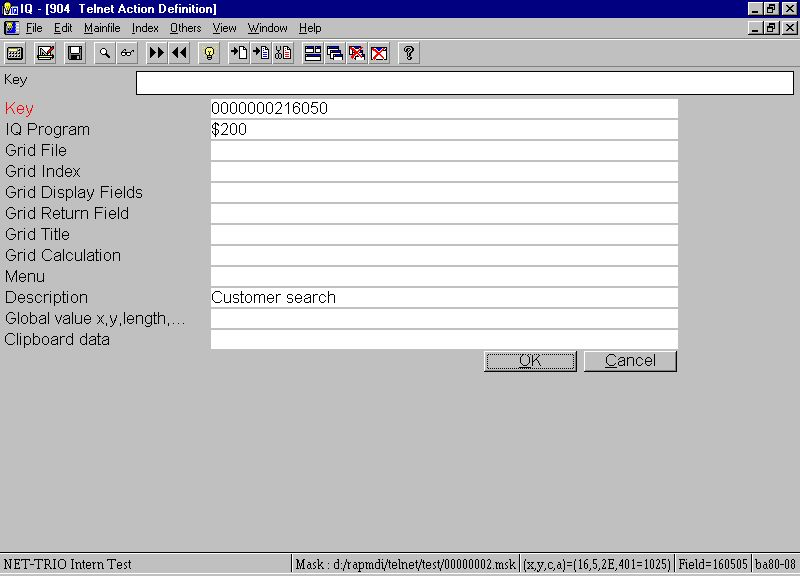 IQ - [904 Telnet Action Definition]
File Edit Mainfile Index Others View Window Help
Key
Key 0000000216050
IQ Program $200
Grid File
Grid Index
Grid Display Fields
Grid Return Field
Grid Title
Grid Calculation
Menu
Description Customer search
Global value x,y,length,...
Clipboard data
OK Cancel
NET-TRIO Intern Test Mask : d:/rapmdi/telnet/test/00000002.msk (x,y,c,a)=(16,5,2E,401=1025) Field=160505 ba80-08